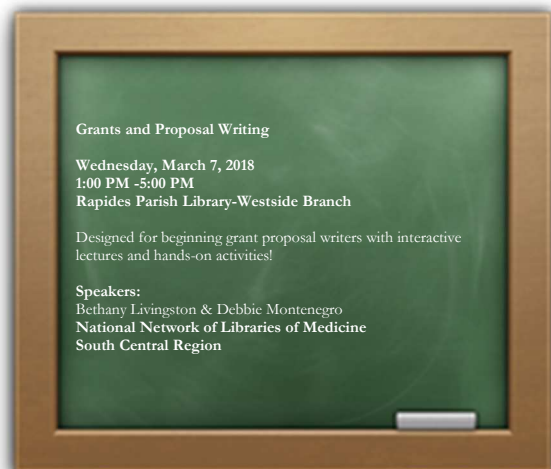 Grants and Proposal Writing
Wednesday, March 7, 2018
1:00 PM -5:00 PM
Rapides Parish Library-Westside Branch
Designed for beginning grant proposal writers with interactive
lectures and hands-on activities!
Speakers:
Bethany Livingston & Debbie Montenegro
National Network of Libraries of Medicine
South Central Region